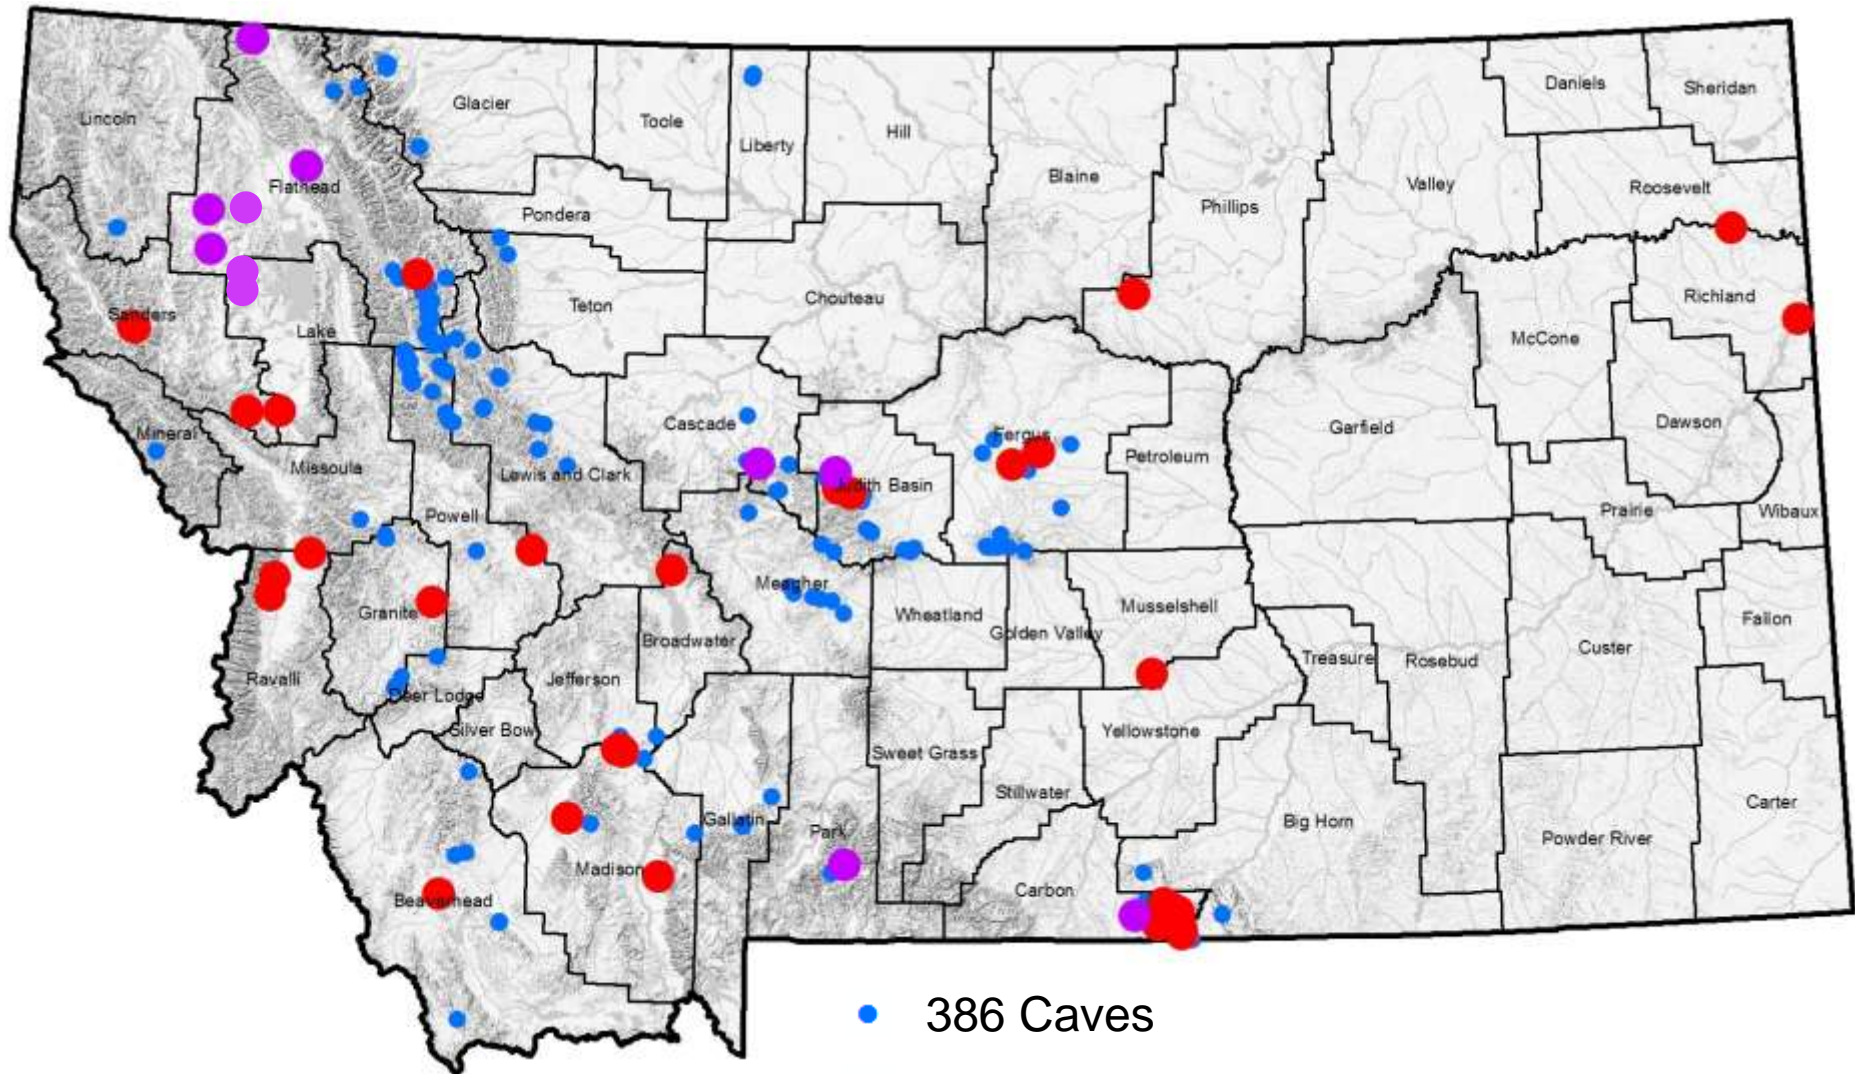 Lincoln
Glacier
Toole
Liberty
Hill
Blaine
Phillips
Valley
Daniels
Sheridan
Roosevelt
Flathead
Pondera
Teton
Chouteau
Richland
McCone
Sanders
Lake
Cascade
Fergus
Petroleum
Garfield
Dawson
Mineral
Missoula
Lewis and Clark
Judith Basin
Powell
Prairie
Wibaux
Meagher
Granite
Broadwater
Wheatland
Golden Valley
Musselshell
Treasure
Rosebud
Custer
Fallon
Ravalli
Deer Lodge
Jefferson
Silver Bow
Sweet Grass
Yellowstone
Stillwater
Gallatin
Park
Big Horn
Powder River
Carter
Madison
Beaverhead
Carbon
386 Caves